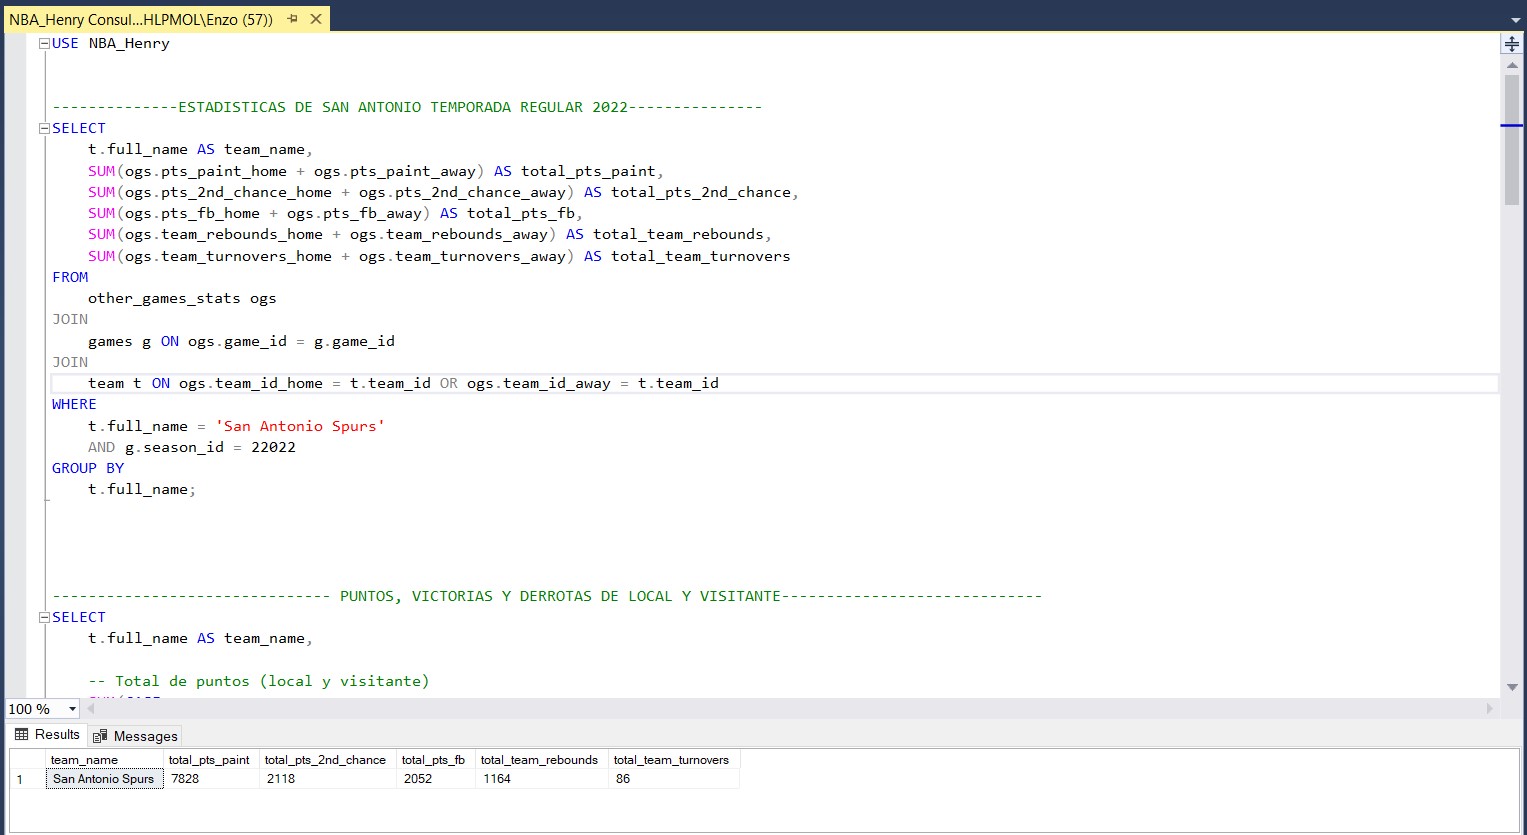 NBA_Henry Consul...HLPMOL\Enzo (57))
USE NBA_Henry
--------------ESTADISTICAS DE SAN ANTONIO TEMPORADA REGULAR 2022---------------
SELECT
t.full_name AS team_name,
SUM(ogs.pts_paint_home + ogs.pts_paint_away) AS total_pts_paint,
SUM(ogs.pts_2nd_chance_home + ogs.pts_2nd_chance_away) AS total_pts_2nd_chance,
SUM(ogs.pts_fb_home + ogs.pts_fb_away) AS total_pts_fb,
SUM(ogs.team_rebounds_home + ogs.team_rebounds_away) AS total_team_rebounds,
SUM(ogs.team_turnovers_home + ogs.team_turnovers_away) AS total_team_turnovers
FROM
other_games_stats ogs
JOIN
games g ON ogs.game_id = g.game_id
JOIN
team t ON ogs.team_id_home = t.team_id OR ogs.team_id_away = t.team_id
WHERE
t.full_name = 'San Antonio Spurs'
AND g.season_id = 22022
GROUP BY
t.full_name;
------------------------------- PUNTOS, VICTORIAS Y DERROTAS DE LOCAL Y VISITANTE-----------------------------
SELECT
t.full_name AS team_name,
-- Total de puntos (local y visitante)
100 %
Results Messages
team_name total_pts_paint total_pts_2nd_chance total_pts_fb total_team_rebounds total_team_turnovers
1 San Antonio Spurs 7828 2118 2052 1164 86